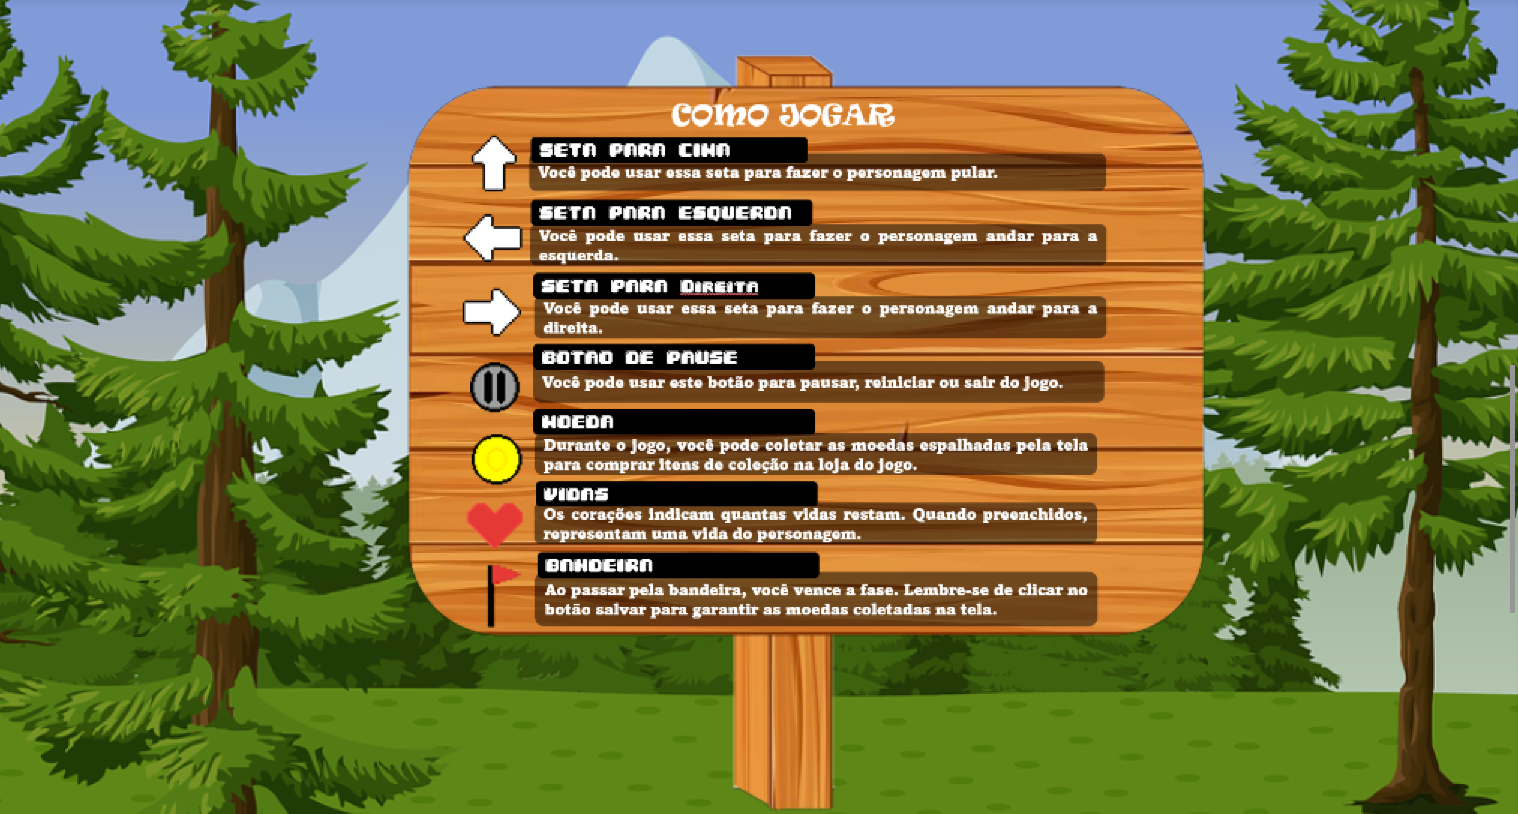 COMO JOGAR
SETA PARA CIMA
Você pode usar essa seta para fazer o personagem pular.
SETA PARA ESQUERDA
Você pode usar essa seta para fazer o personagem andar para a
esquerda.
SETA PARA DIREITA
Você pode usar essa seta para fazer o personagem andar para a
direita.
BOTAO DE PAUSE
Você pode usar este botão para pausar, reiniciar ou sair do jogo.
MOEDA
Durante o jogo, você pode coletar as moedas espalhadas pela tela
para comprar itens de coleção na loja do jogo.
VIDAS
Os corações indicam quantas vidas restam. Quando preenchidos,
representam uma vida do personagem.
BANDEIRA
Ao passar pela bandeira, você vence a fase. Lembre-se de clicar no
botão salvar para garantir as moedas coletadas na tela.